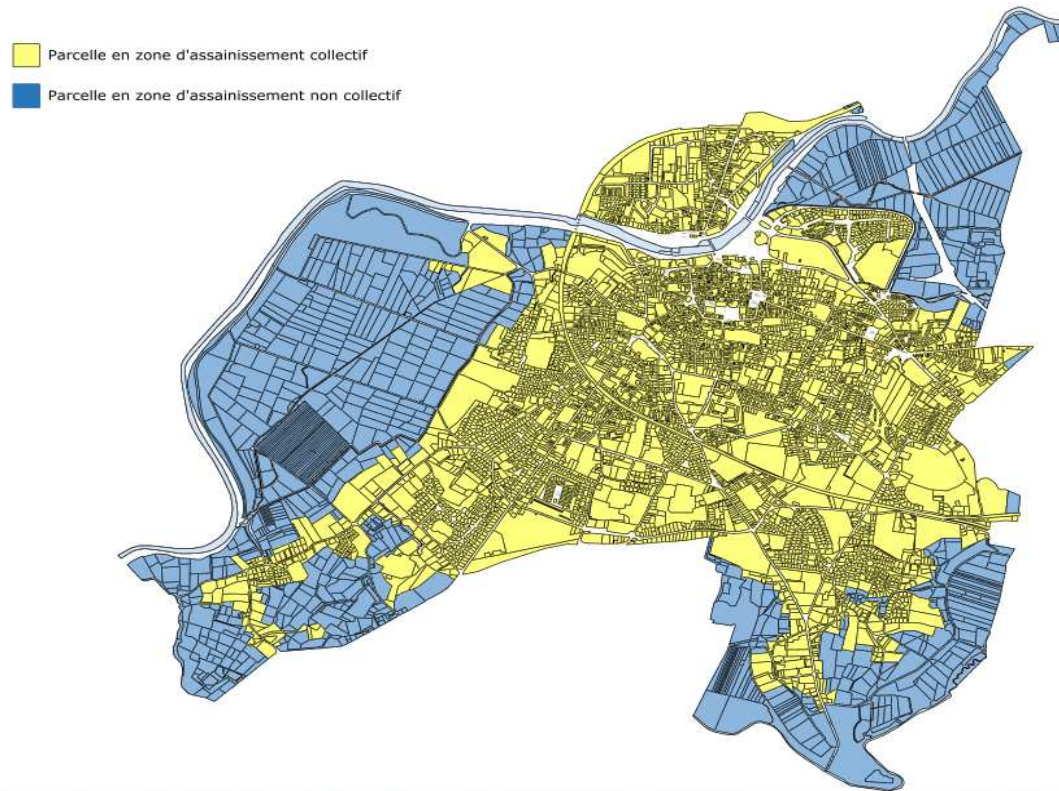 Parcelle en zone d'assainissement collectif
Parcelle en zone d'assainissement non collectif